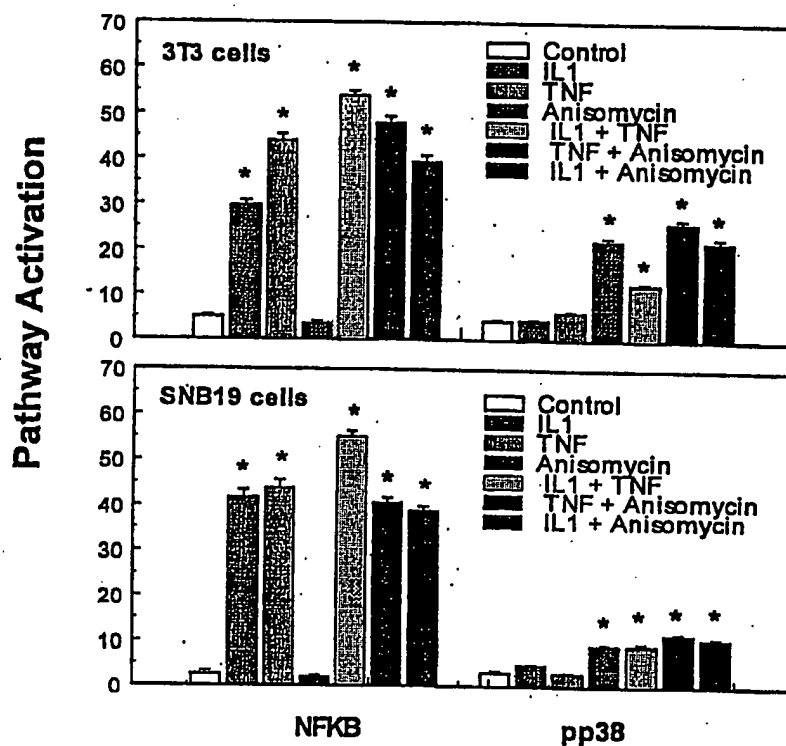 Pathway Activation
70
60
50
40
30
20
10
0
3T3 cells
* * * * *
* * * *
Control
IL1
TNF
Anisomycin
IL1 + TNF
TNF + Anisomycin
IL1 + Anisomycin
70
60
50
40
30
20
10
0
SNB19 cells
* * * * *
* * * *
Control
IL1
TNF
Anisomycin
IL1 + TNF
TNF + Anisomycin
IL1 + Anisomycin
NFKB
pp38